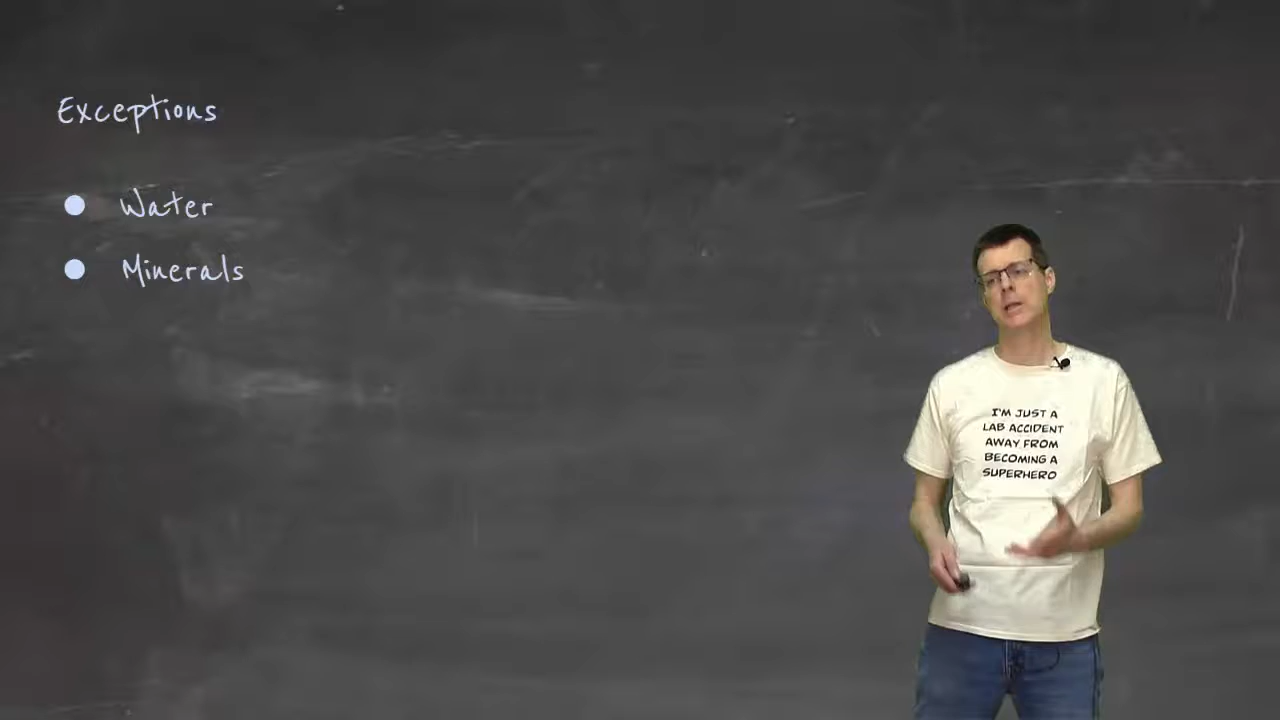 Exceptions
Water
Minerals
I'M JUST A
LAB ACCIDENT
AWAY FROM
BECOMING A
SUPERHERO